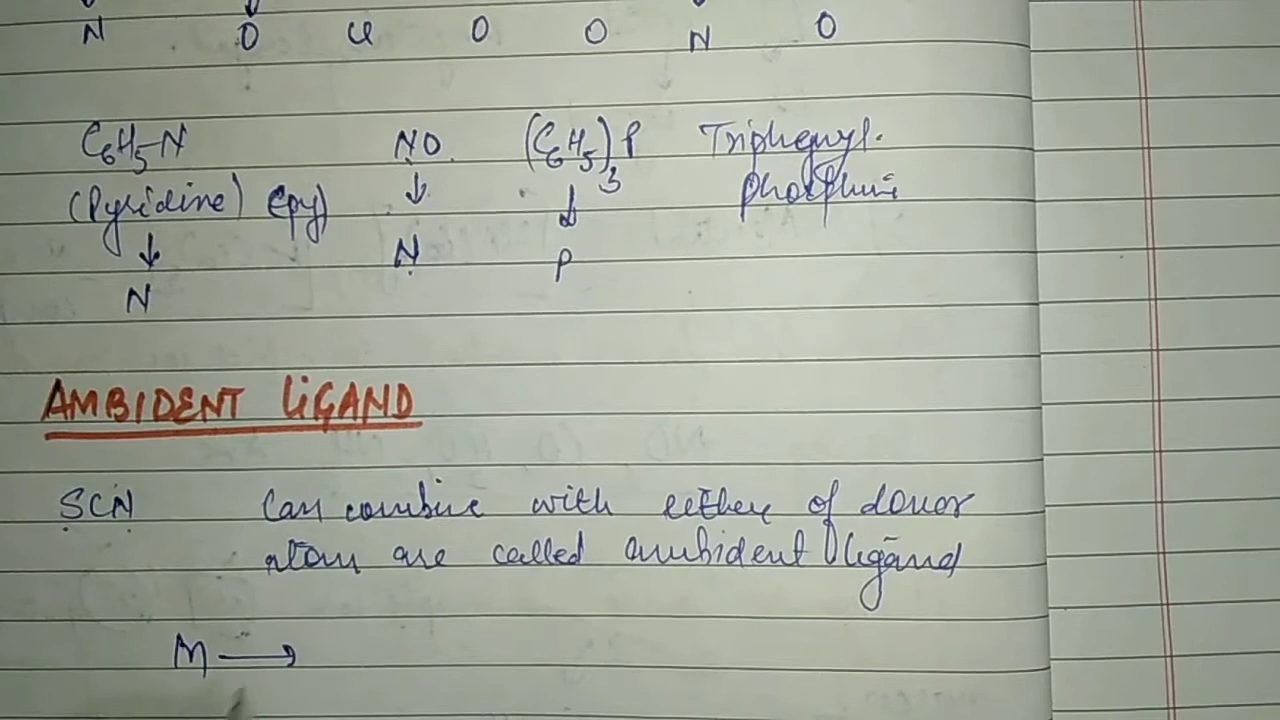 N O Cl O O N O
C6H5-N NO. (C6H5)3P Triphenyl-
(Pyridine) (py) ↓ ↓ phosphine
↓ N P
N
AMBIDENT LIGAND
SCN Can combine with either of donor
atom are called ambident ligand
M →